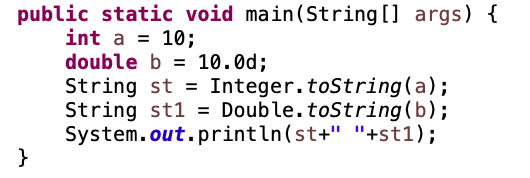 public static void main(String[] args) {
    int a = 10;
    double b = 10.0d;
    String st = Integer.toString(a);
    String st1 = Double.toString(b);
    System.out.println(st+" "+st1);
}